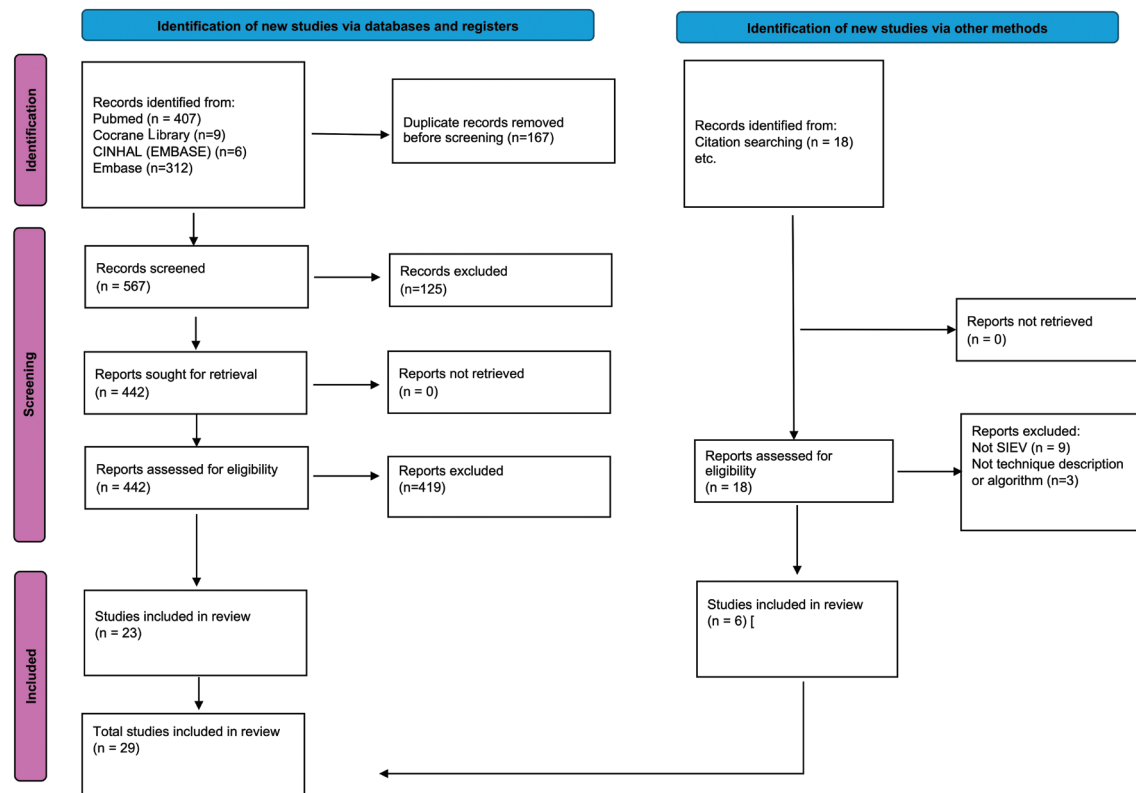 Identification of new studies via databases and registers
Identification of new studies via other methods
Identification
Records identified from:
Pubmed (n = 407)
Cocrane Library (n=9)
CINHAL (EMBASE) (n=6)
Embase (n=312)
Duplicate records removed
before screening (n=167)
Records identified from:
Citation searching (n = 18)
etc.
Screening
Records screened
(n = 567)
Records excluded
(n=125)
Reports not retrieved
(n = 0)
Reports sought for retrieval
(n = 442)
Reports not retrieved
(n = 0)
Reports assessed for eligibility
(n = 442)
Reports excluded
(n=419)
Reports assessed for
eligibility
(n = 18)
Reports excluded:
Not SIEV (n = 9)
Not technique description
or algorithm (n=3)
Included
Studies included in review
(n = 23)
Studies included in review
(n = 6) [
Total studies included in review
(n = 29)